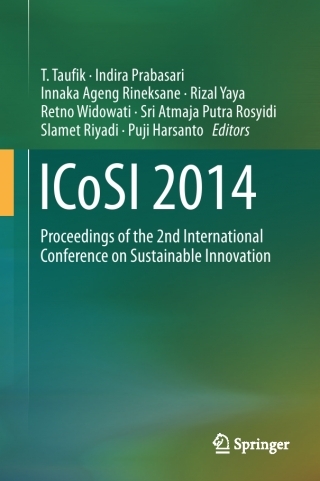 T. Taufik · Indira Prabasari
Innaka Ageng Rineksane · Rizal Yaya
Retno Widowati · Sri Atmaja Putra Rosyidi
Slamet Riyadi · Puji Harsanto Editors
ICoSI 2014
Proceedings of the 2nd International
Conference on Sustainable Innovation
Springer